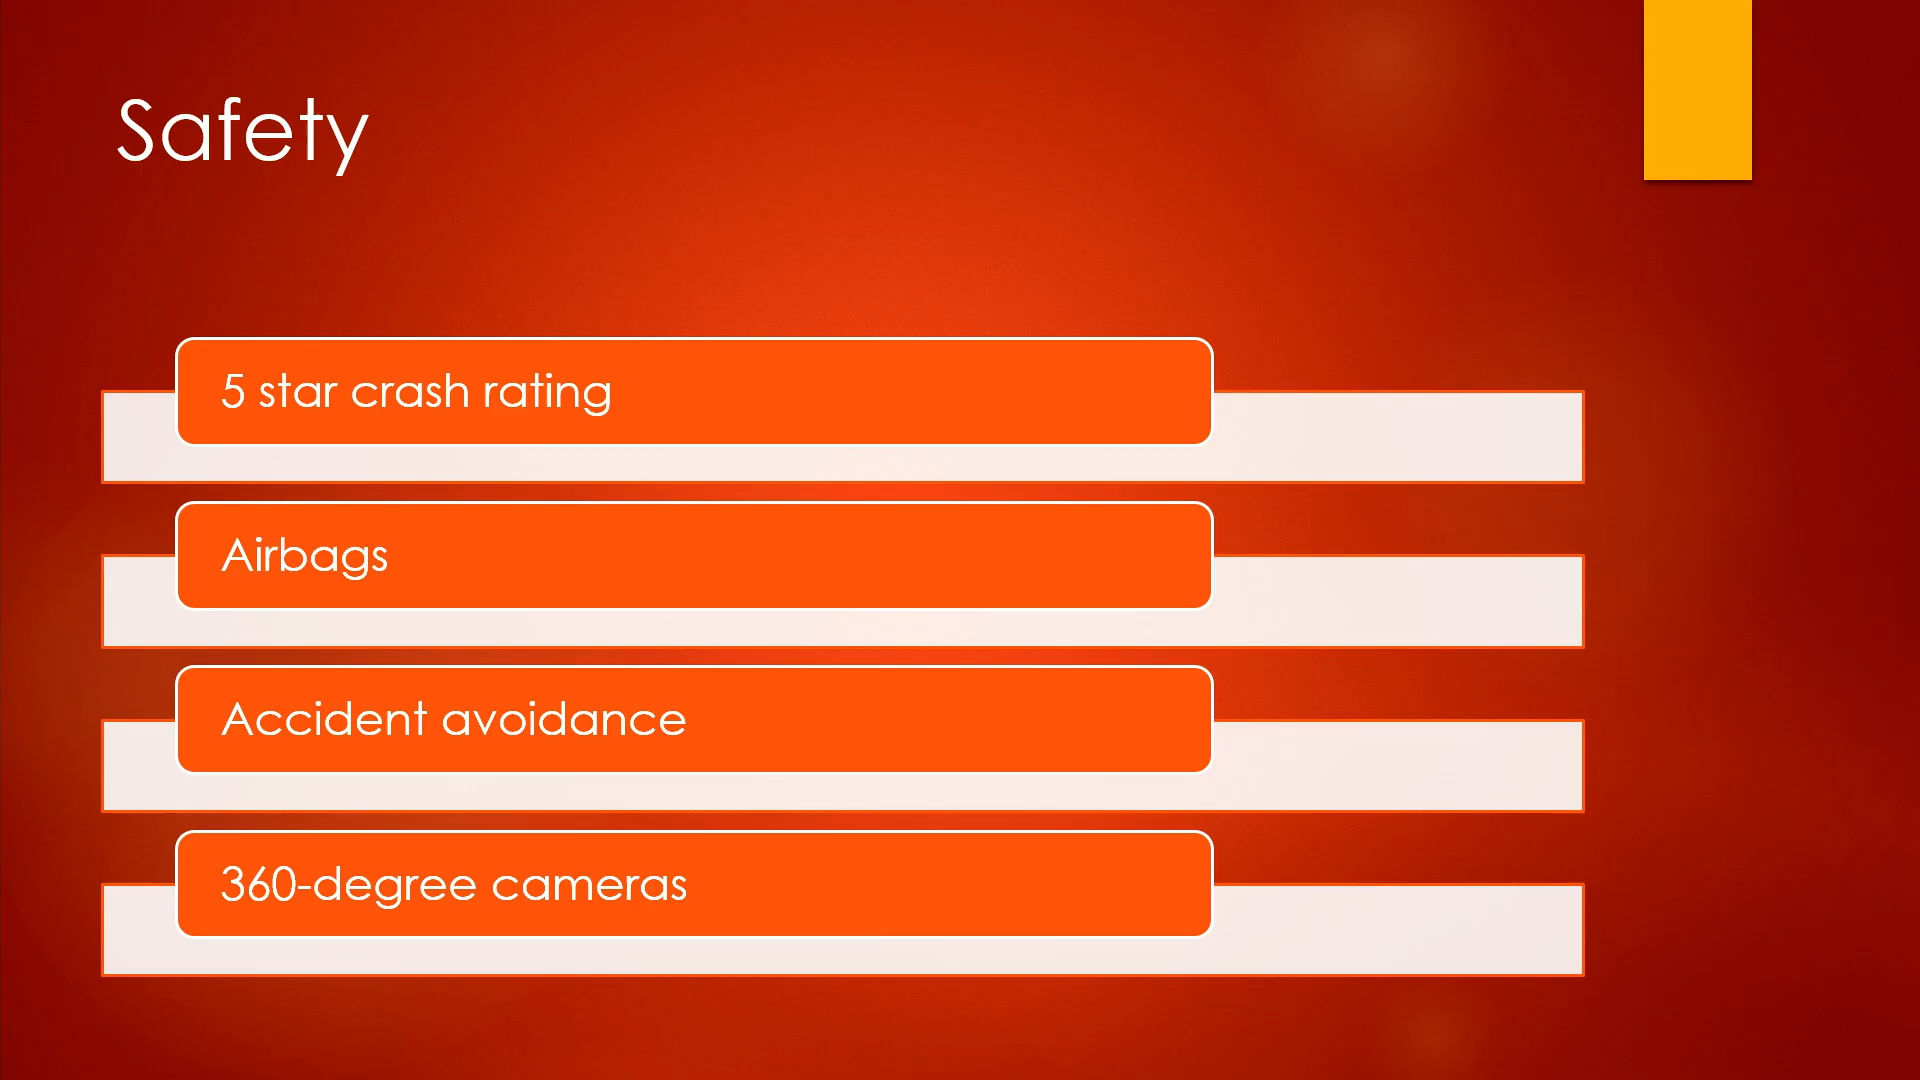 Safety
5 star crash rating
Airbags
Accident avoidance
360-degree cameras